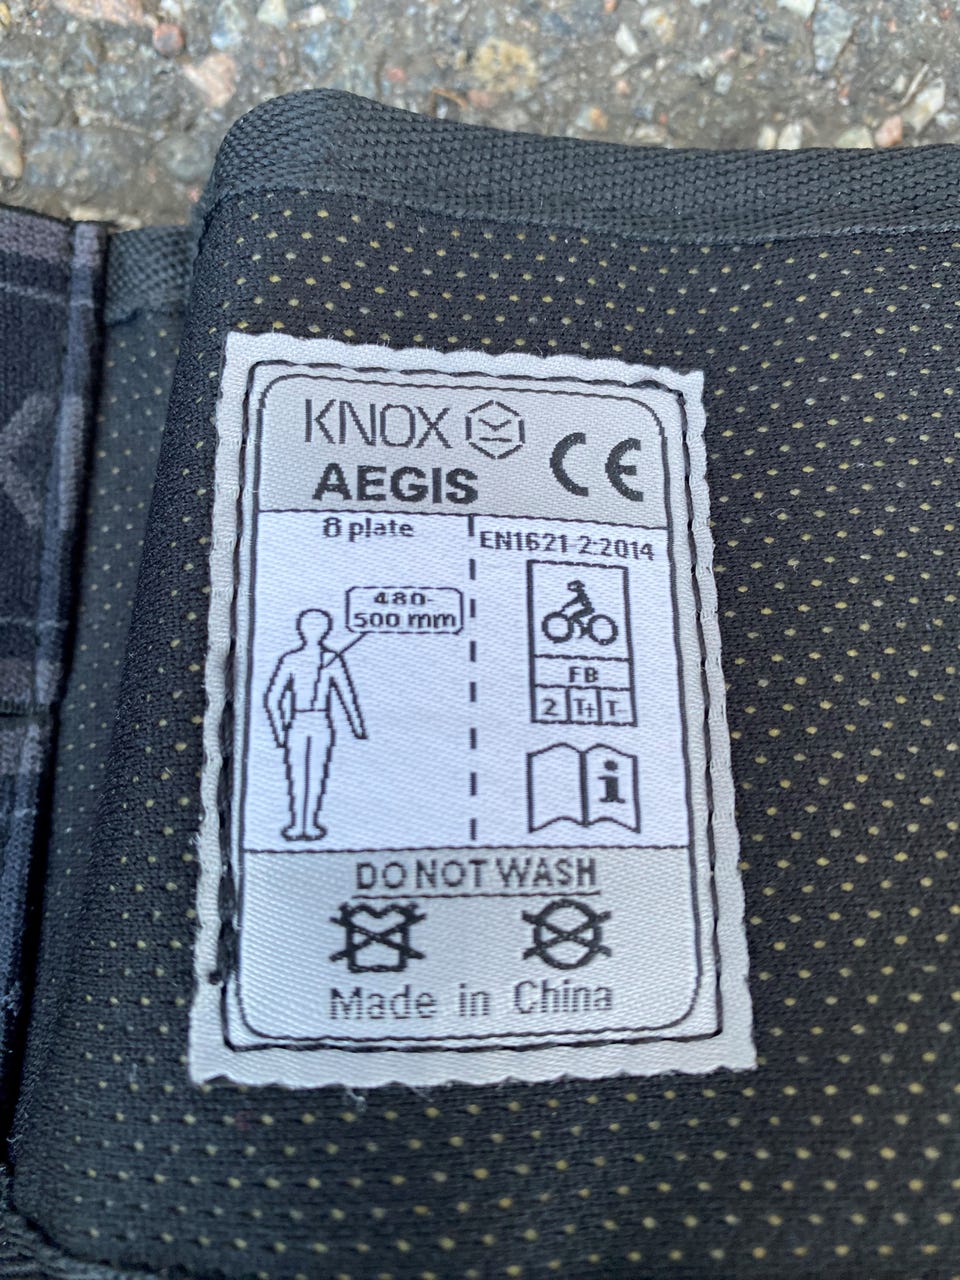 KNOX
CE
AEGIS
8 plate
480-
500 mm
EN1621-2:2014
FB
2 T+ T-
i
DO NOT WASH
Made in China